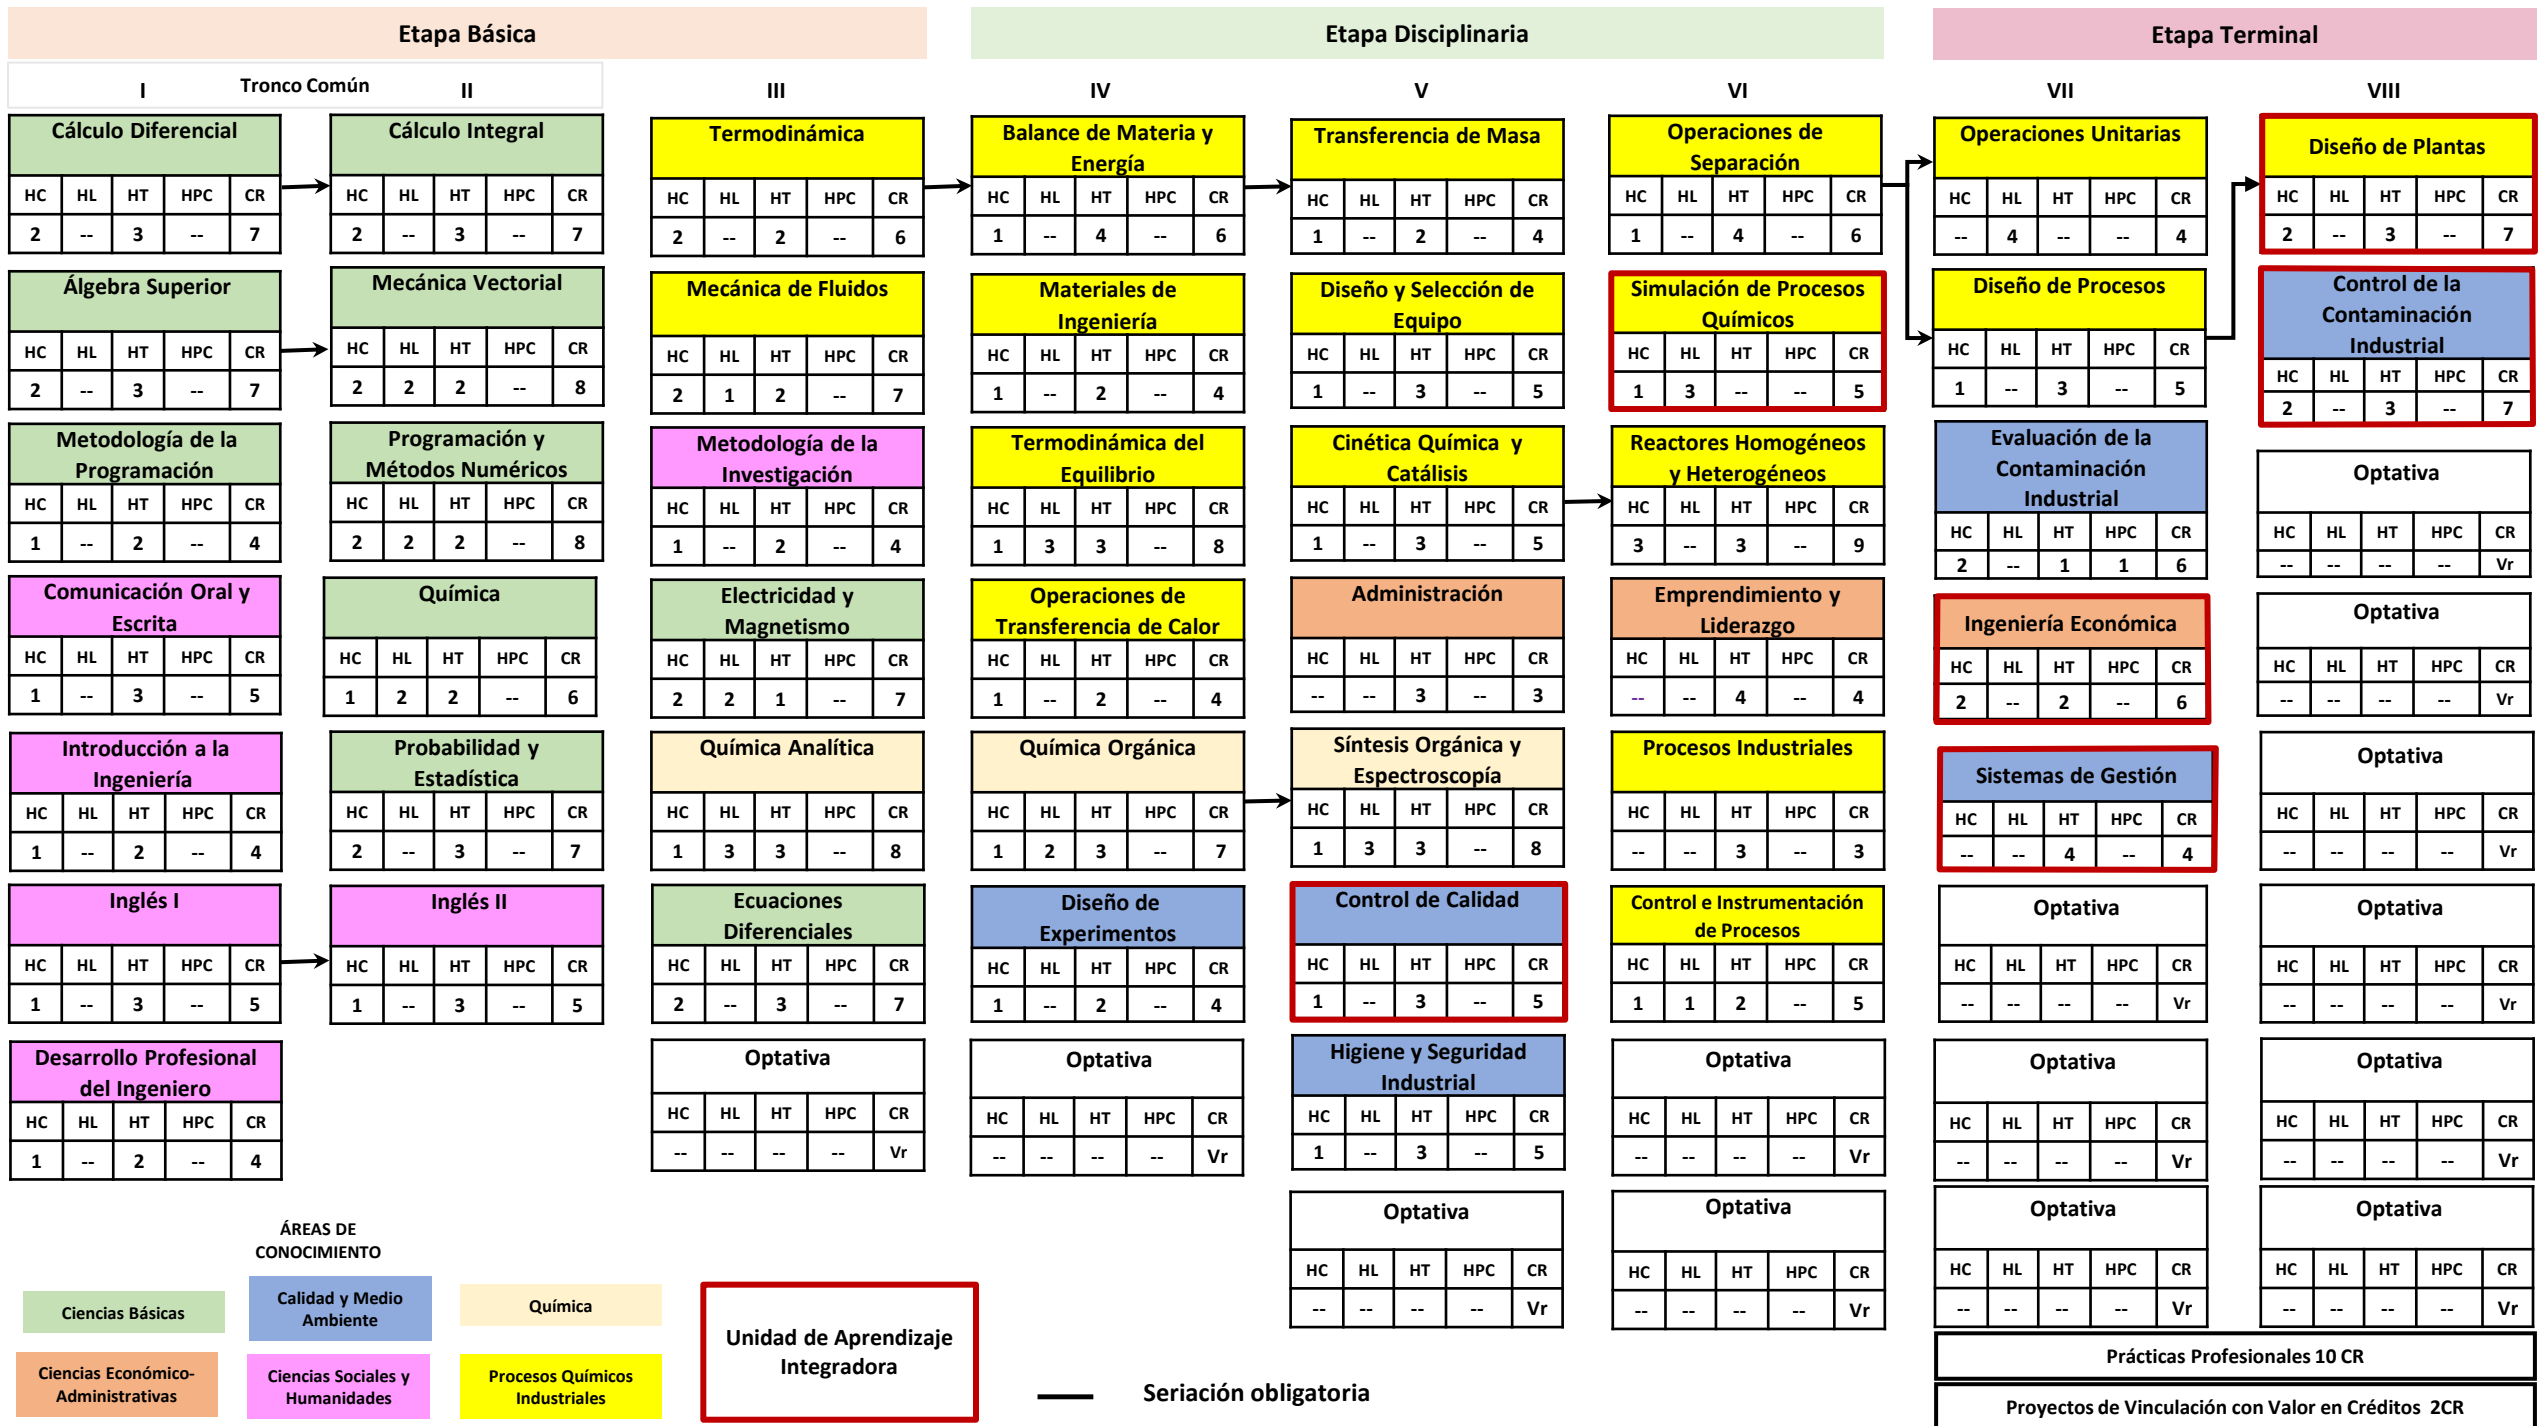 Etapa Básica
Etapa Disciplinaria
Etapa Terminal
Tronco Común
I
II
III
IV
V
VI
VII
VIII
Cálculo Diferencial
HC HL HT HPC CR
2 -- 3 -- 7
Álgebra Superior
HC HL HT HPC CR
2 -- 3 -- 7
Metodología de la
Programación
HC HL HT HPC CR
1 -- 2 -- 4
Comunicación Oral y
Escrita
HC HL HT HPC CR
1 -- 3 -- 5
Introducción a la
Ingeniería
HC HL HT HPC CR
1 -- 2 -- 4
Inglés I
HC HL HT HPC CR
1 -- 3 -- 5
Desarrollo Profesional
del Ingeniero
HC HL HT HPC CR
1 -- 2 -- 4
Cálculo Integral
HC HL HT HPC CR
2 -- 3 -- 7
Mecánica Vectorial
HC HL HT HPC CR
2 2 2 -- 8
Programación y
Métodos Numéricos
HC HL HT HPC CR
2 2 2 -- 8
Química
HC HL HT HPC CR
1 2 2 -- 6
Probabilidad y
Estadística
HC HL HT HPC CR
2 -- 3 -- 7
Inglés II
HC HL HT HPC CR
1 -- 3 -- 5
Termodinámica
HC HL HT HPC CR
2 -- 2 -- 6
Mecánica de Fluidos
HC HL HT HPC CR
2 1 2 -- 7
Metodología de la
Investigación
HC HL HT HPC CR
1 -- 2 -- 4
Electricidad y
Magnetismo
HC HL HT HPC CR
2 2 1 -- 7
Química Analítica
HC HL HT HPC CR
1 3 3 -- 8
Ecuaciones
Diferenciales
HC HL HT HPC CR
2 -- 3 -- 7
Optativa
HC HL HT HPC CR
-- -- -- -- Vr
Balance de Materia y
Energía
HC HL HT HPC CR
1 -- 4 -- 6
Materiales de
Ingeniería
HC HL HT HPC CR
1 -- 2 -- 4
Termodinámica del
Equilibrio
HC HL HT HPC CR
1 3 3 -- 8
Operaciones de
Transferencia de Calor
HC HL HT HPC CR
1 -- 2 -- 4
Química Orgánica
HC HL HT HPC CR
1 2 3 -- 7
Diseño de
Experimentos
HC HL HT HPC CR
1 -- 2 -- 4
Optativa
HC HL HT HPC CR
-- -- -- -- Vr
Transferencia de Masa
HC HL HT HPC CR
1 -- 2 -- 4
Diseño y Selección de
Equipo
HC HL HT HPC CR
1 -- 3 -- 5
Cinética Química y
Catálisis
HC HL HT HPC CR
1 -- 3 -- 5
Administración
HC HL HT HPC CR
-- -- 3 -- 3
Síntesis Orgánica y
Espectroscopía
HC HL HT HPC CR
1 3 3 -- 8
Control de Calidad
HC HL HT HPC CR
1 -- 3 -- 5
Higiene y Seguridad
Industrial
HC HL HT HPC CR
1 -- 3 -- 5
Optativa
HC HL HT HPC CR
-- -- -- -- Vr
Operaciones de
Separación
HC HL HT HPC CR
1 -- 4 -- 6
Simulación de Procesos
Químicos
HC HL HT HPC CR
1 3 -- -- 5
Reactores Homogéneos
y Heterogéneos
HC HL HT HPC CR
3 -- 3 -- 9
Emprendimiento y
Liderazgo
HC HL HT HPC CR
-- -- 4 -- 4
Procesos Industriales
HC HL HT HPC CR
-- -- 3 -- 3
Control e Instrumentación
de Procesos
HC HL HT HPC CR
1 1 2 -- 5
Optativa
HC HL HT HPC CR
-- -- -- -- Vr
Optativa
HC HL HT HPC CR
-- -- -- -- Vr
Operaciones Unitarias
HC HL HT HPC CR
-- 4 -- -- 4
Diseño de Procesos
HC HL HT HPC CR
1 -- 3 -- 5
Evaluación de la
Contaminación
Industrial
HC HL HT HPC CR
2 -- 1 1 6
Ingeniería Económica
HC HL HT HPC CR
2 -- 2 -- 6
Sistemas de Gestión
HC HL HT HPC CR
-- -- 4 -- 4
Optativa
HC HL HT HPC CR
-- -- -- -- Vr
Optativa
HC HL HT HPC CR
-- -- -- -- Vr
Optativa
HC HL HT HPC CR
-- -- -- -- Vr
Diseño de Plantas
HC HL HT HPC CR
2 -- 3 -- 7
Control de la
Contaminación
Industrial
HC HL HT HPC CR
2 -- 3 -- 7
Optativa
HC HL HT HPC CR
-- -- -- -- Vr
Optativa
HC HL HT HPC CR
-- -- -- -- Vr
Optativa
HC HL HT HPC CR
-- -- -- -- Vr
Optativa
HC HL HT HPC CR
-- -- -- -- Vr
Optativa
HC HL HT HPC CR
-- -- -- -- Vr
Optativa
HC HL HT HPC CR
-- -- -- -- Vr
Prácticas Profesionales 10 CR
Proyectos de Vinculación con Valor en Créditos 2CR
ÁREAS DE
CONOCIMIENTO
Ciencias Básicas
Calidad y Medio
Ambiente
Química
Ciencias Económico-
Administrativas
Ciencias Sociales y
Humanidades
Procesos Químicos
Industriales
Unidad de Aprendizaje
Integradora
Seriación obligatoria